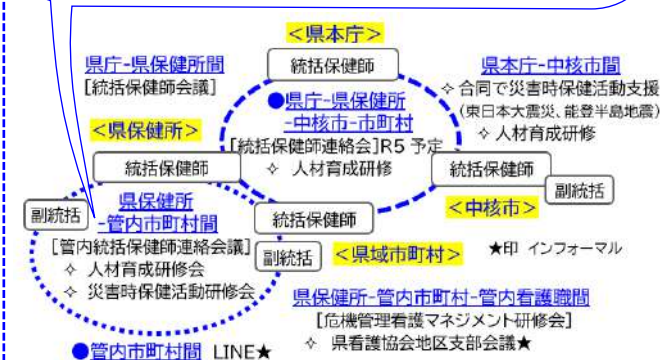 ＜県本庁＞
統括保健師
県庁-県保健所間
[統括保健師会議]
県本庁-中核市間
✧ 合同で災害時保健活動支援
(東日本大震災、能登半島地震)
✧ 人材育成研修
●県庁-県保健所
-中核市-市町村
[統括保健師連絡会]R5 予定
✧ 人材育成研修
＜県保健所＞
統括保健師
副統括
県保健所
-管内市町村間
[管内統括保健師連絡会議]
✧ 人材育成研修会
✧ 災害時保健活動研修会
統括保健師
副統括
＜中核市＞
統括保健師
副統括
＜県域市町村＞
★印 インフォーマル
県保健所-管内市町村-管内看護職間
[危機管理看護マネジメント研修会]
✧ 県看護協会地区支部会議★
●管内市町村間 LINE★